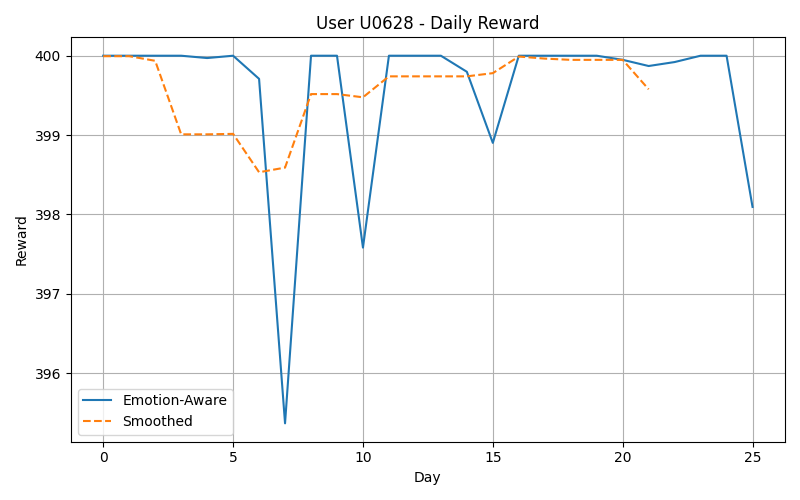 User U0628 - Daily Reward
400
399
398
397
396
Reward
Emotion-Aware
Smoothed
0 5 10 15 20 25
Day